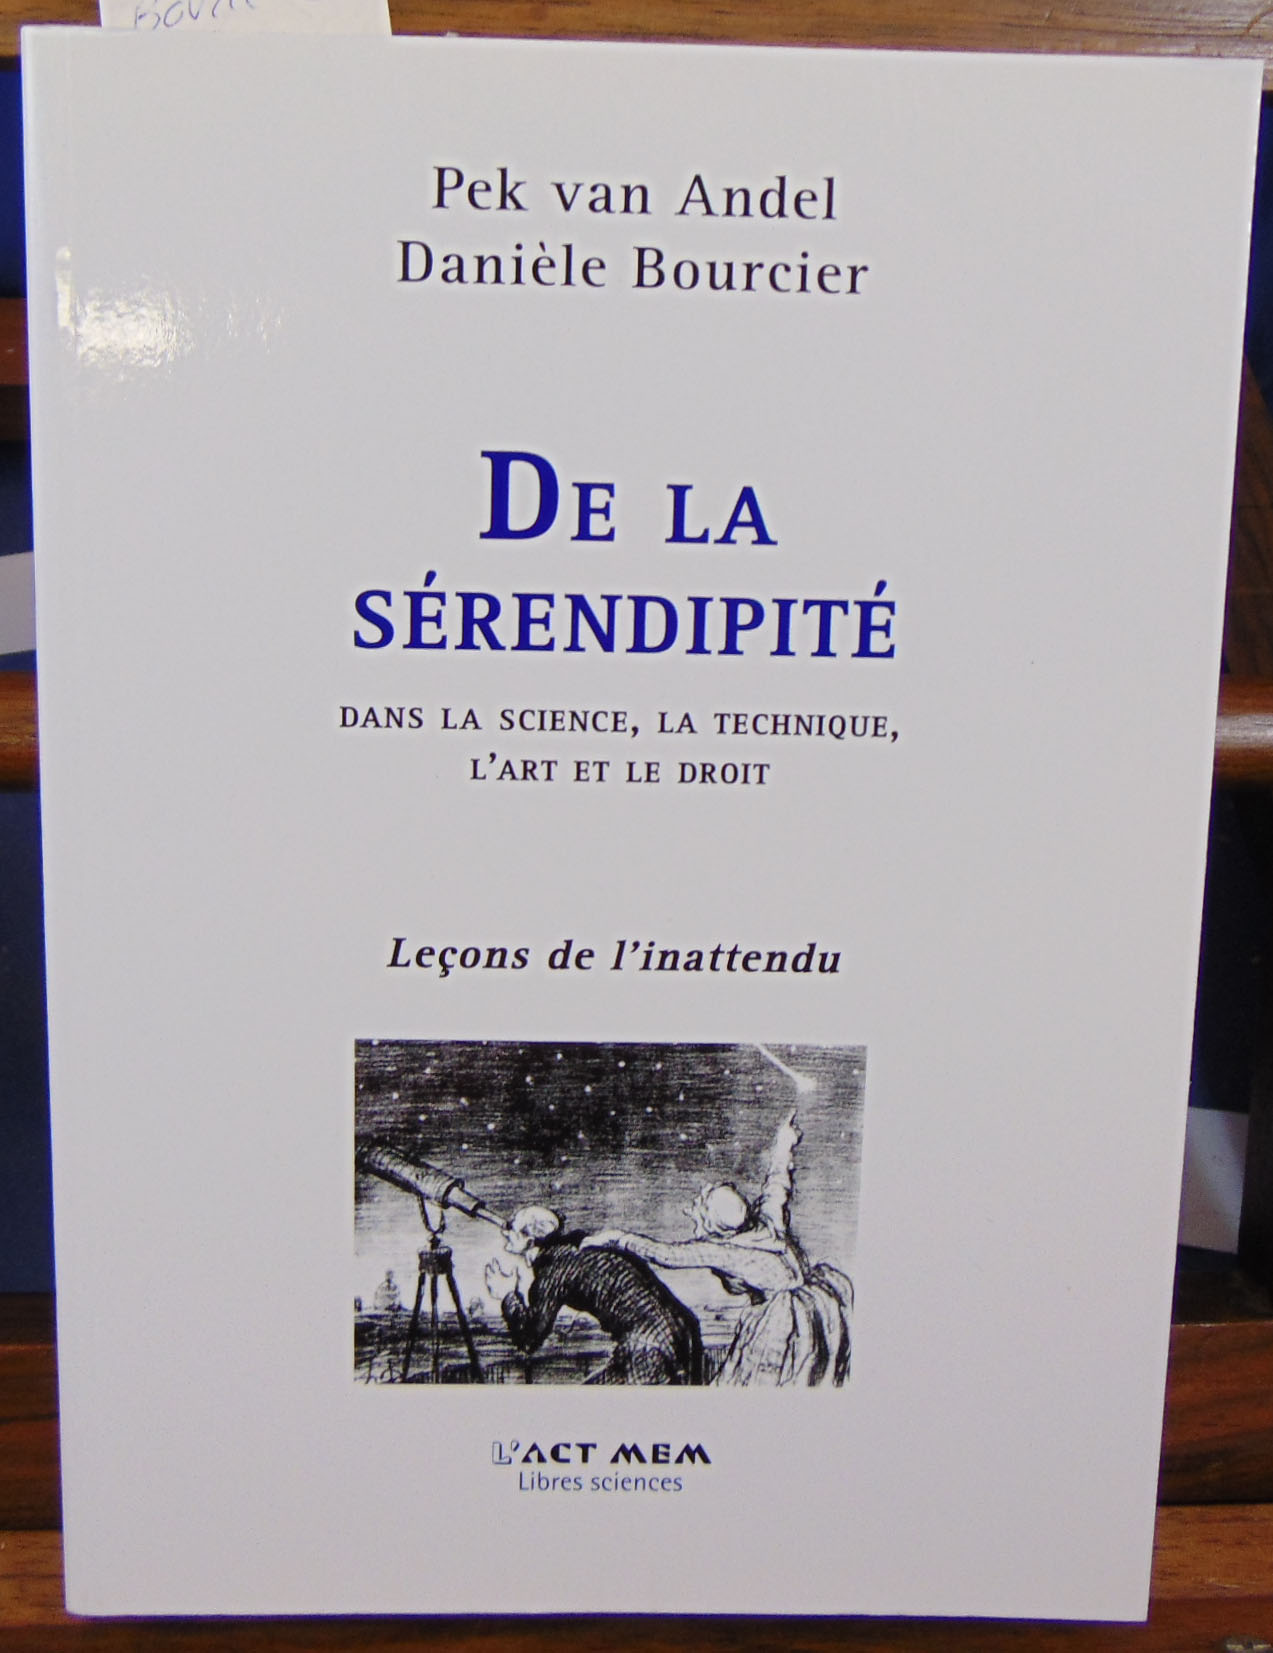 Pek van Andel
Danièle Bourcier
DE LA
SÉRENDIPITÉ
DANS LA SCIENCE, LA TECHNIQUE,
L'ART ET LE DROIT
Leçons de l'inattendu
L'ACT MEM
Libres sciences